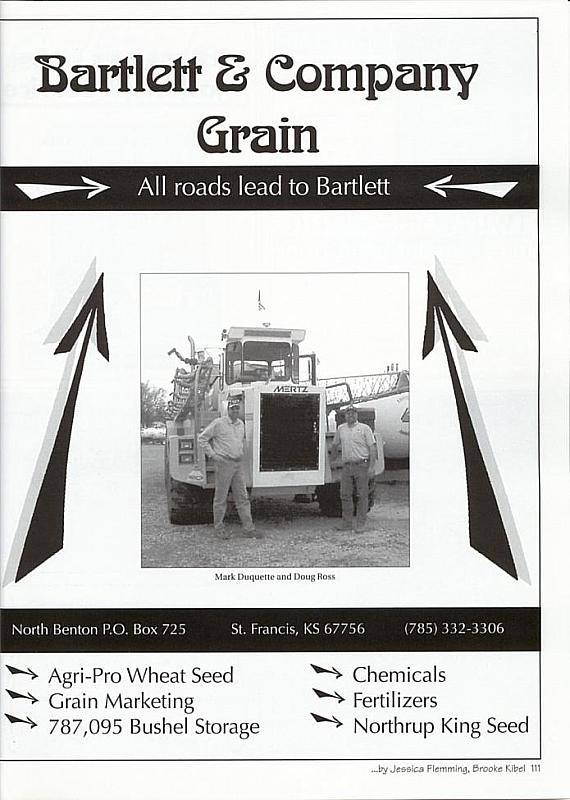 Bartlett & Company
Grain
All roads lead to Bartlett
MERTZ
Mark Duquette and Doug Ross
North Benton P.O. Box 725 St. Francis, KS 67756 (785) 332-3306
Agri-Pro Wheat Seed
Grain Marketing
787,095 Bushel Storage
Chemicals
Fertilizers
Northrup King Seed
...by Jessica Flemming, Brooke Kibel 111